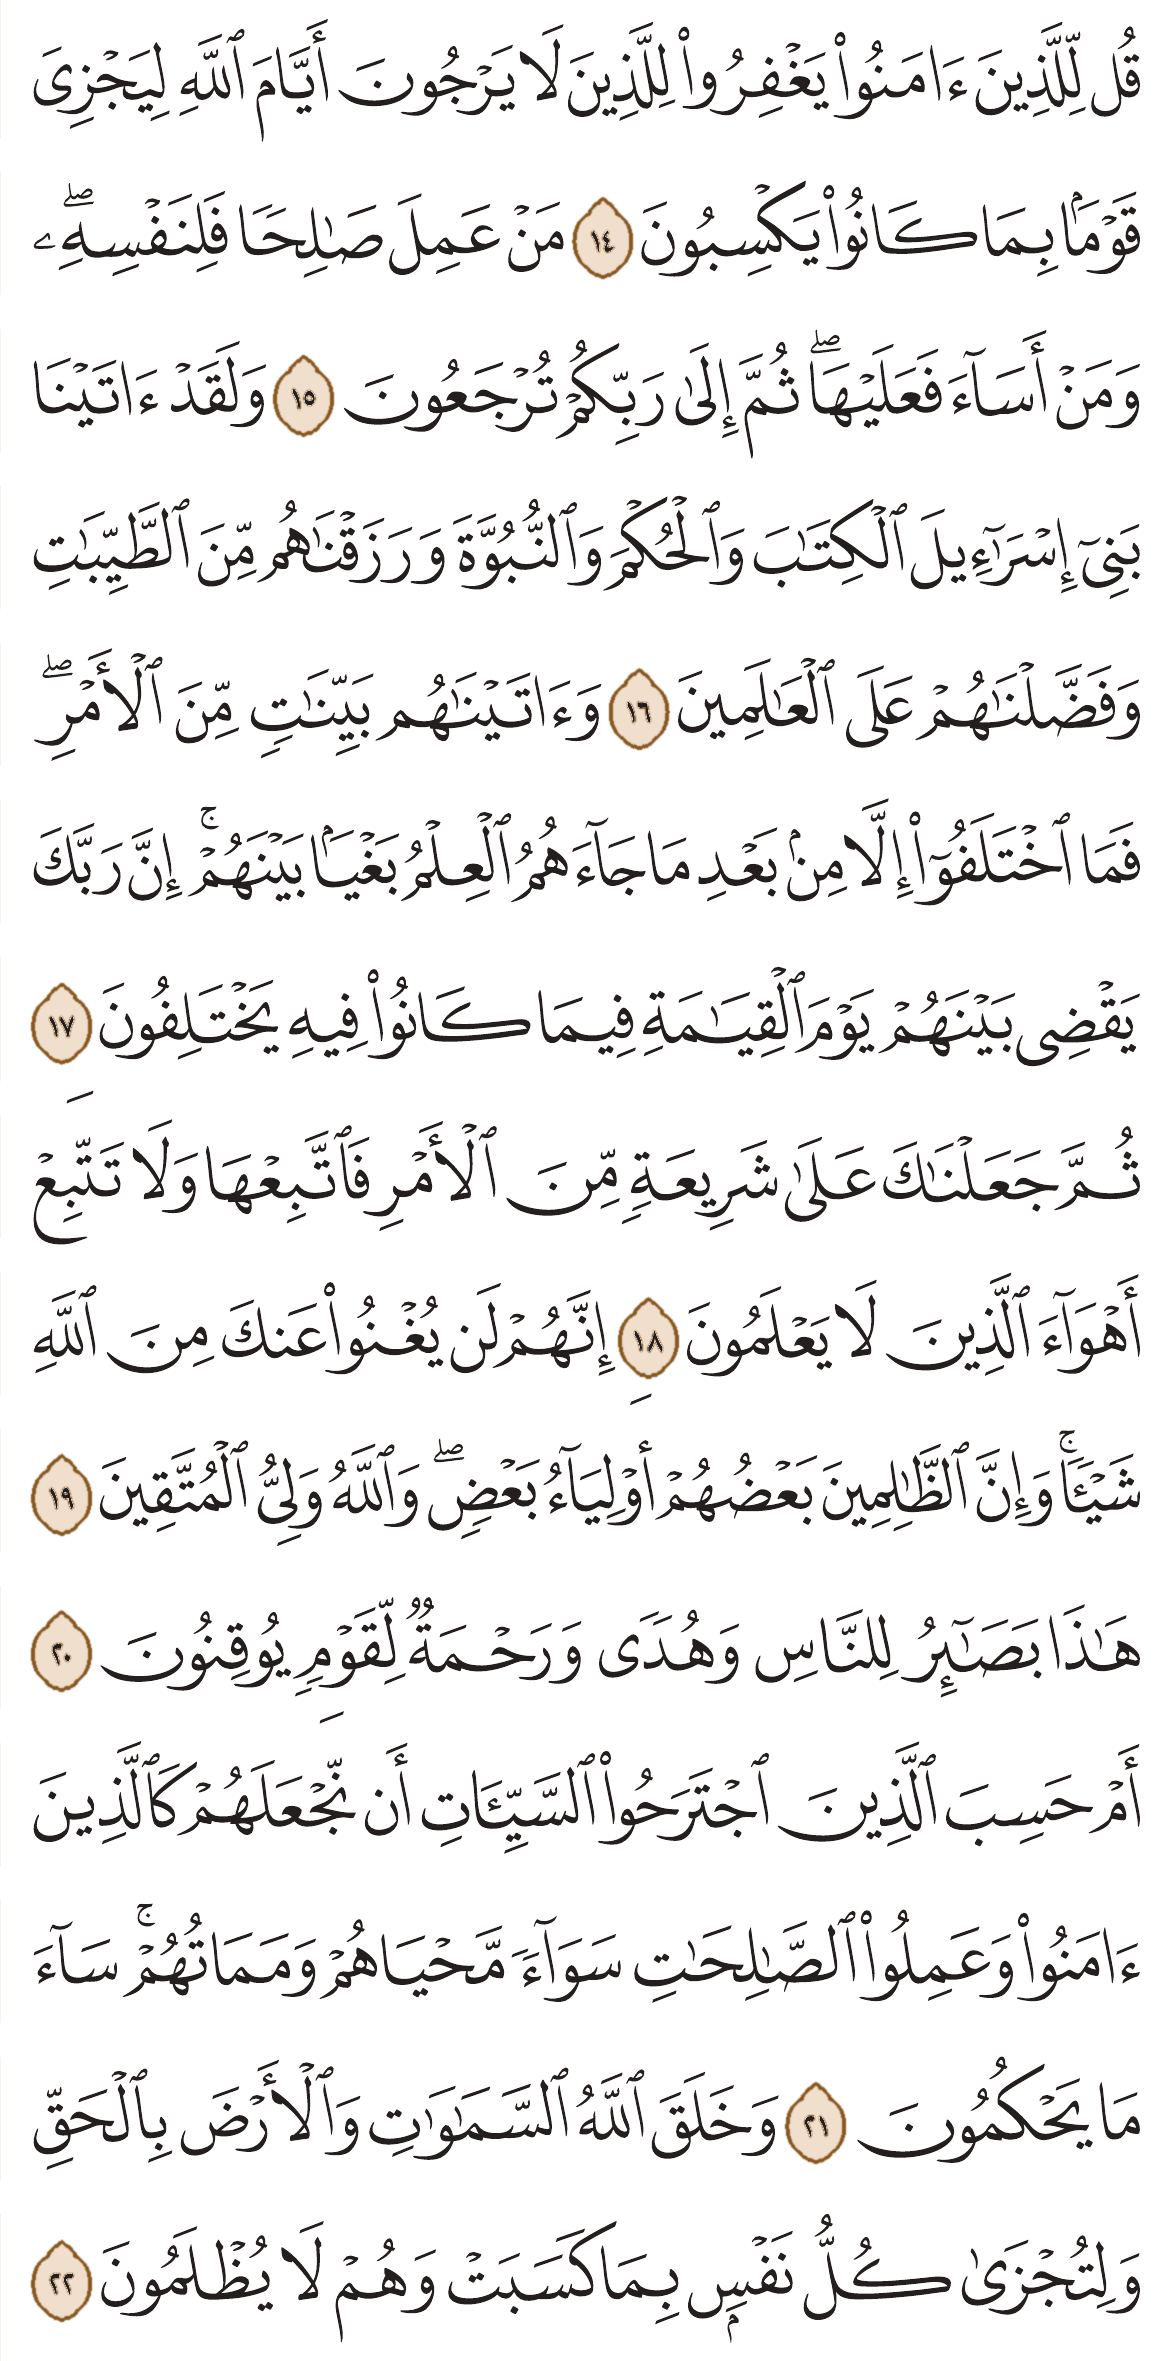 قُل لِّلَّذِينَ ءَامَنُوا۟ يَغْفِرُوا۟ لِلَّذِينَ لَا يَرْجُونَ أَيَّامَ ٱللَّهِ لِيَجْزِىَ
قَوْمًۢا بِمَا كَانُوا۟ يَكْسِبُونَ ١٤ مَنْ عَمِلَ صَـٰلِحًا فَلِنَفْسِهِۦ ۖ
وَمَنْ أَسَآءَ فَعَلَيْهَا ۖ ثُمَّ إِلَىٰ رَبِّكُمْ تُرْجَعُونَ ١٥ وَلَقَدْ ءَاتَيْنَا
بَنِىٓ إِسْرَٰٓءِيلَ ٱلْكِتَـٰبَ وَٱلْحُكْمَ وَٱلنُّبُوَّةَ وَرَزَقْنَـٰهُم مِّنَ ٱلطَّيِّبَـٰتِ
وَفَضَّلْنَـٰهُمْ عَلَى ٱلْعَـٰلَمِينَ ١٦ وَءَاتَيْنَـٰهُم بَيِّنَـٰتٍ مِّنَ ٱلْأَمْرِ ۖ
فَمَا ٱخْتَلَفُوٓا۟ إِلَّا مِنۢ بَعْدِ مَا جَآءَهُمُ ٱلْعِلْمُ بَغْيًۢا بَيْنَهُمْ ۚ إِنَّ رَبَّكَ
يَقْضِى بَيْنَهُمْ يَوْمَ ٱلْقِيَـٰمَةِ فِيمَا كَانُوا۟ فِيهِ يَخْتَلِفُونَ ١٧
ثُمَّ جَعَلْنَـٰكَ عَلَىٰ شَرِيعَةٍ مِّنَ ٱلْأَمْرِ فَٱتَّبِعْهَا وَلَا تَتَّبِعْ
أَهْوَآءَ ٱلَّذِينَ لَا يَعْلَمُونَ ١٨ إِنَّهُمْ لَن يُغْنُوا۟ عَنكَ مِنَ ٱللَّهِ
شَيْـًٔا ۚ وَإِنَّ ٱلظَّـٰلِمِينَ بَعْضُهُمْ أَوْلِيَآءُ بَعْضٍ ۖ وَٱللَّهُ وَلِىُّ ٱلْمُتَّقِينَ ١٩
هَـٰذَا بَصَـٰٓئِرُ لِلنَّاسِ وَهُدًى وَرَحْمَةٌ لِّقَوْمٍ يُوقِنُونَ ٢٠
أَمْ حَسِبَ ٱلَّذِينَ ٱجْتَرَحُوا۟ ٱلسَّيِّـَٔاتِ أَن نَّجْعَلَهُمْ كَٱلَّذِينَ
ءَامَنُوا۟ وَعَمِلُوا۟ ٱلصَّـٰلِحَـٰتِ سَوَآءً مَّحْيَاهُمْ وَمَمَاتُهُمْ ۚ سَآءَ
مَا يَحْكُمُونَ ٢١ وَخَلَقَ ٱللَّهُ ٱلسَّمَـٰوَٰتِ وَٱلْأَرْضَ بِٱلْحَقِّ
وَلِتُجْزَىٰ كُلُّ نَفْسٍۭ بِمَا كَسَبَتْ وَهُمْ لَا يُظْلَمُونَ ٢٢